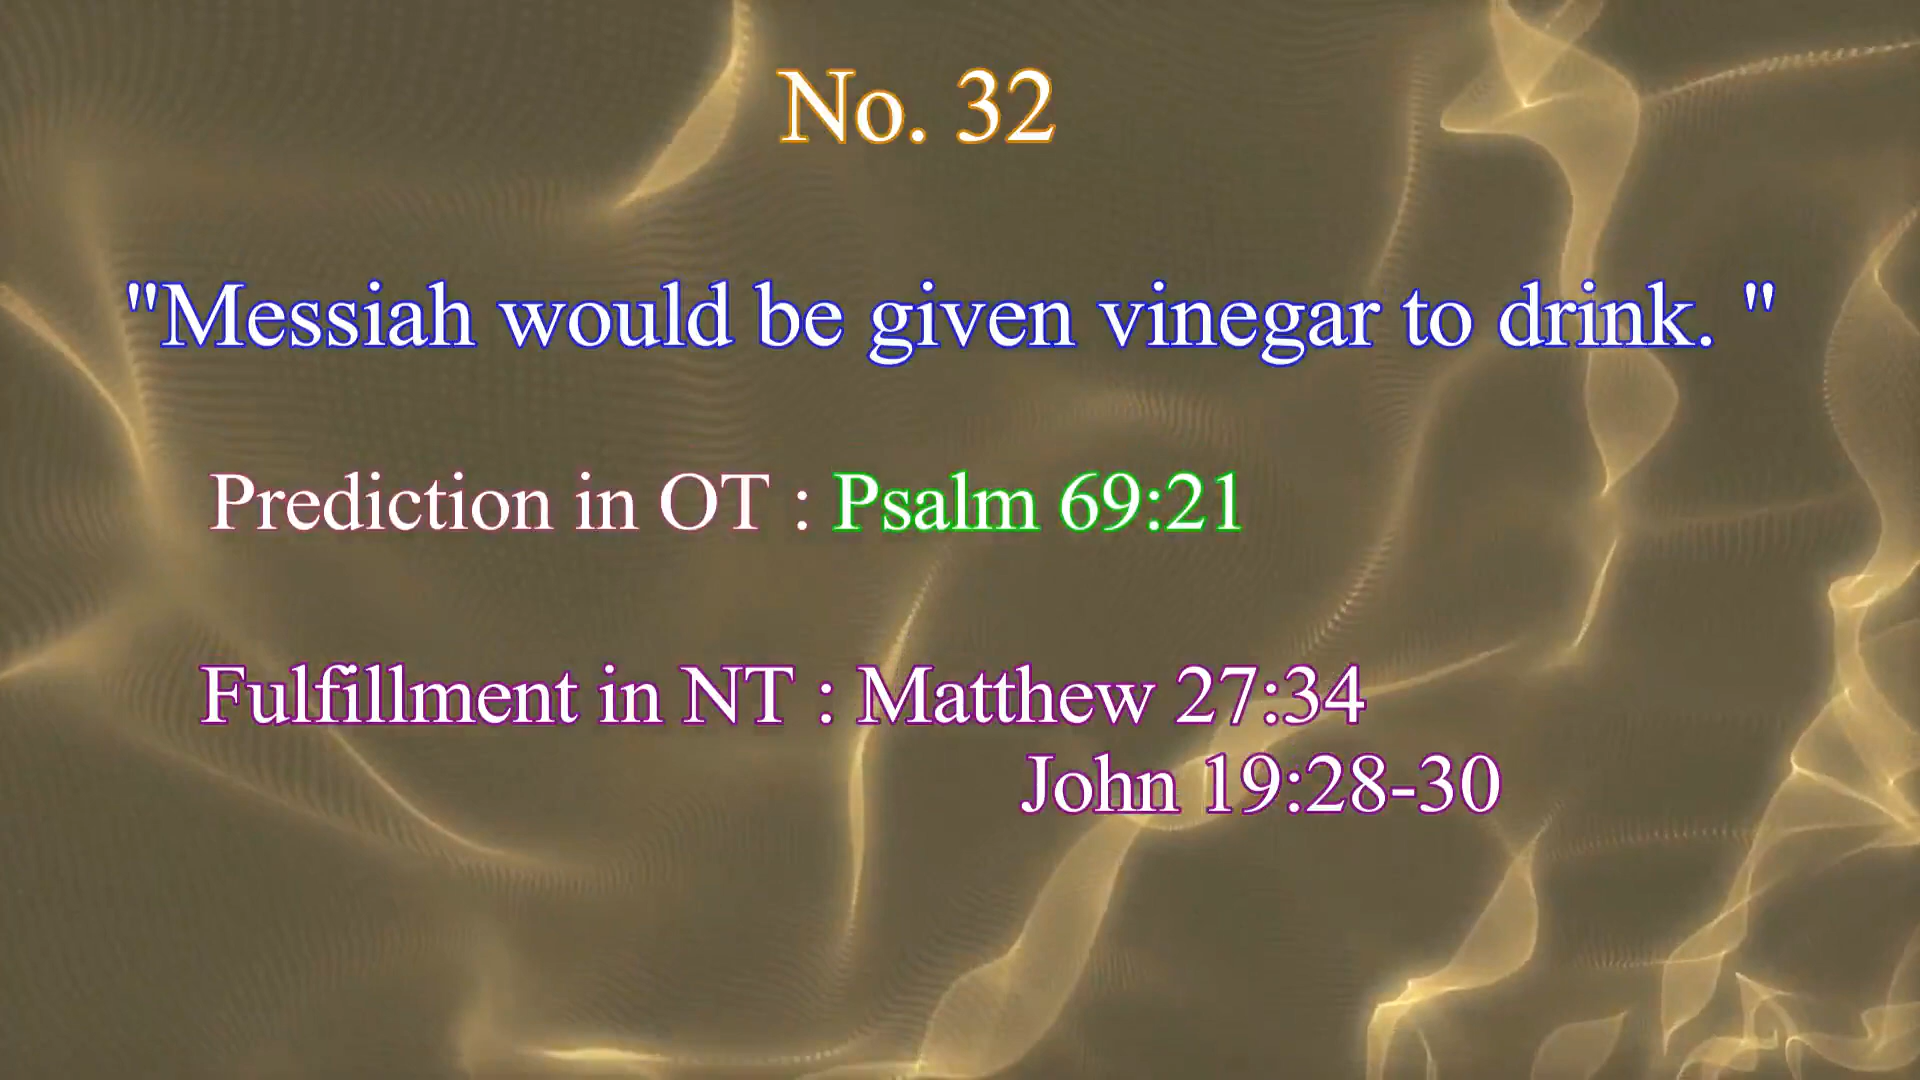 No. 32
"Messiah would be given vinegar to drink. "
Prediction in OT : Psalm 69:21
Fulfillment in NT : Matthew 27:34
John 19:28-30